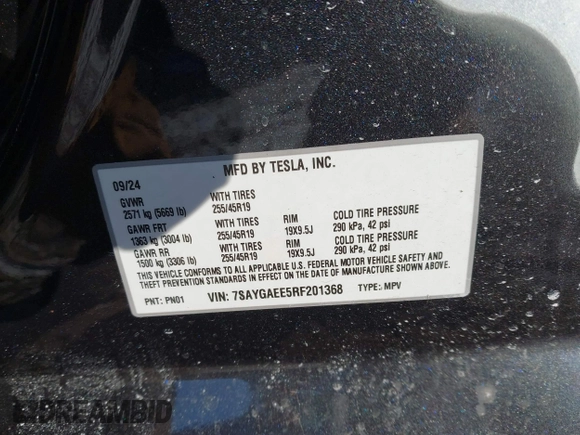 MFD BY TESLA, INC.
09/24
GVWR WITH TIRES
2571 kg (5669 lb) 255/45R19
GAWR FRT WITH TIRES RIM COLD TIRE PRESSURE
1363 kg (3004 lb) 255/45R19 19X9.5J 290 kPa, 42 psi
GAWR RR WITH TIRES RIM COLD TIRE PRESSURE
1500 kg (3306 lb) 255/45R19 19X9.5J 290 kPa, 42 psi
THIS VEHICLE CONFORMS TO ALL APPLICABLE U.S. FEDERAL MOTOR VEHICLE SAFETY AND
THEFT PREVENTION STANDARDS IN EFFECT ON THE DATE OF MANUFACTURE SHOWN ABOVE.
PNT: PN01 VIN: 7SAYGAEE5RF201368 TYPE: MPV
DREAMBID